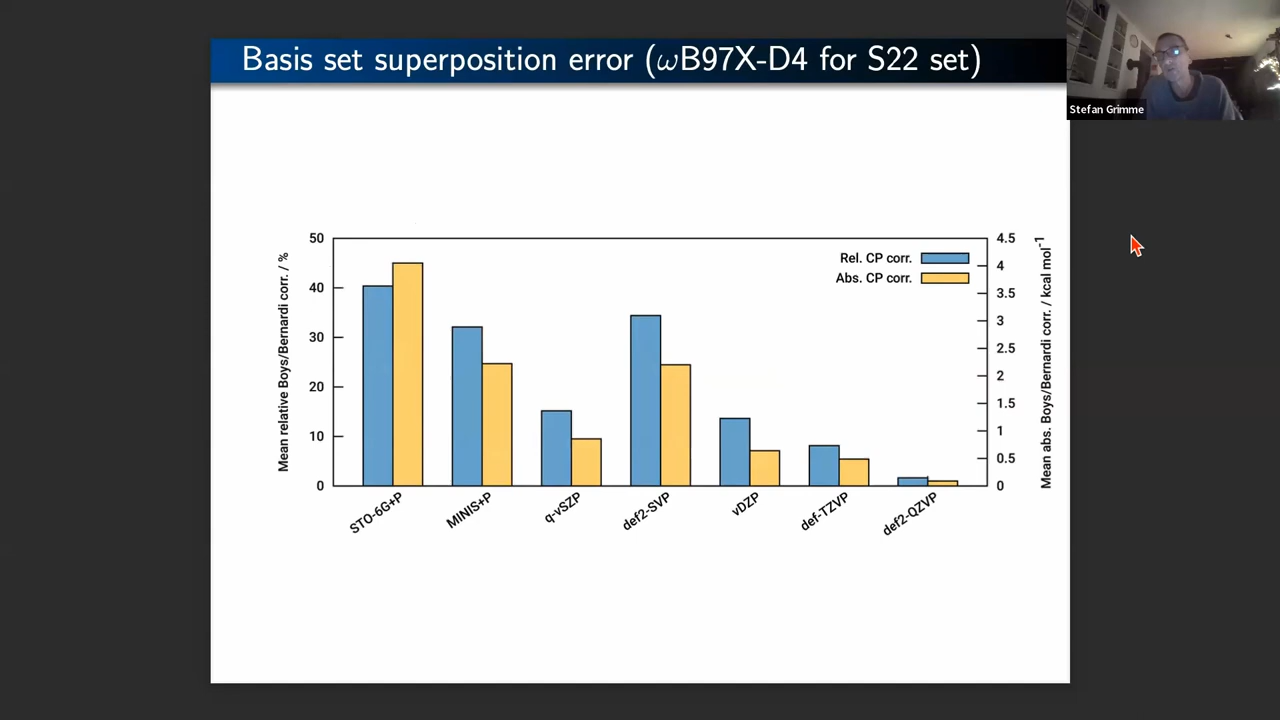 Basis set superposition error (ωB97X-D4 for S22 set)
Stefan Grimme
Mean relative Boys/Bernardi corr. / %
50
40
30
20
10
0
Rel. CP corr.
Abs. CP corr.
4.5
4
3.5
3
2.5
2
1.5
1
0.5
0
Mean abs. Boys/Bernardi corr. / kcal mol⁻¹
STO-6G+P
MINIS+P
q-vSZP
def2-SVP
vDZP
def-TZVP
def2-QZVP